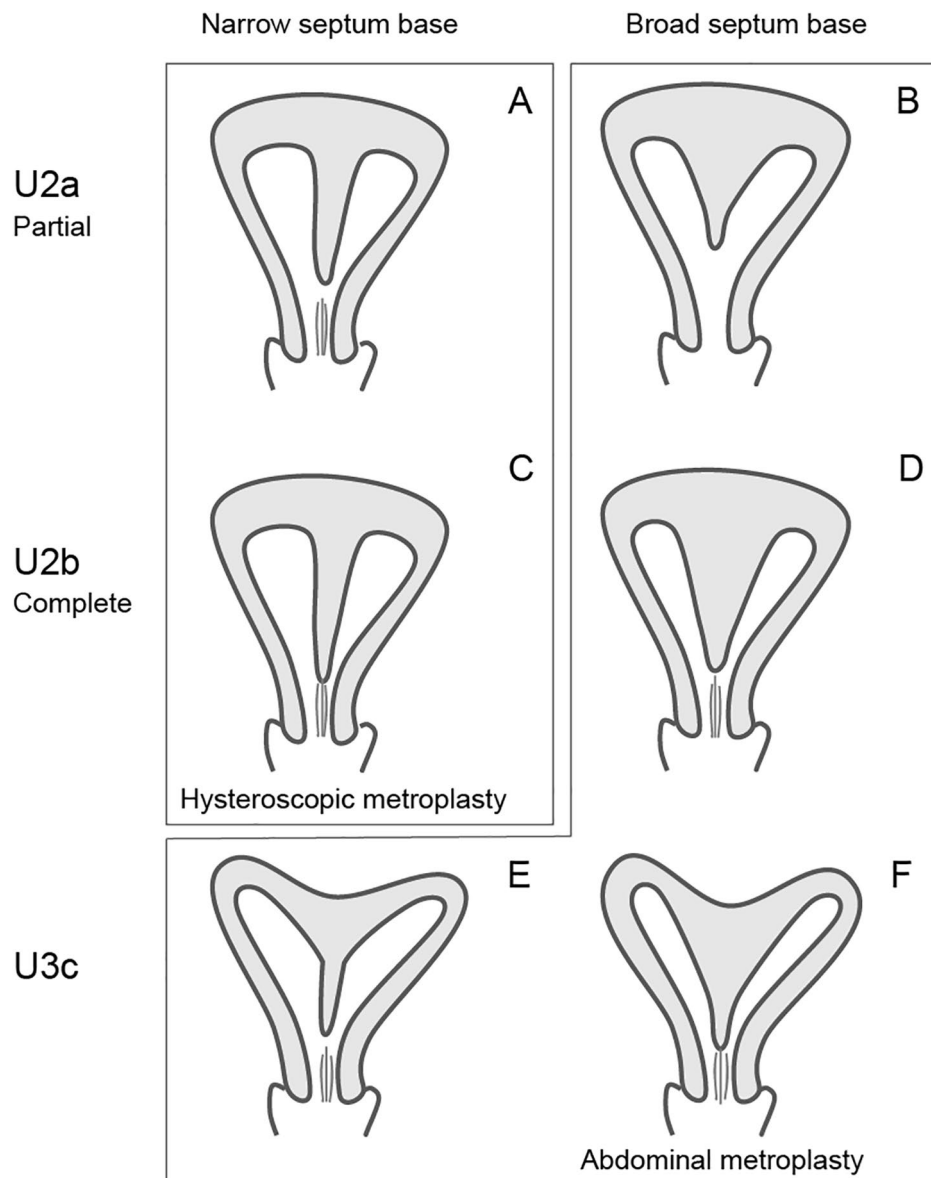 Narrow septum base
Broad septum base
A
B
U2a
Partial
C
D
U2b
Complete
Hysteroscopic metroplasty
E
F
U3c
Abdominal metroplasty